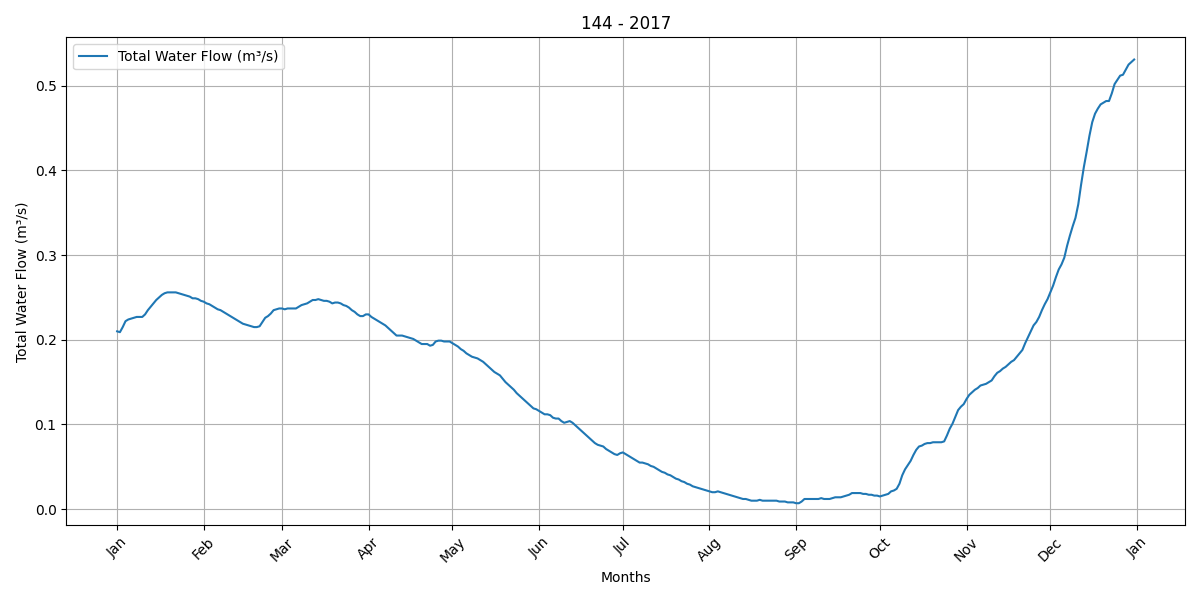 144 - 2017
Total Water Flow (m³/s)
Total Water Flow (m³/s)
0.5
0.4
0.3
0.2
0.1
0.0
Jan Feb Mar Apr May Jun Jul Aug Sep Oct Nov Dec Jan
Months